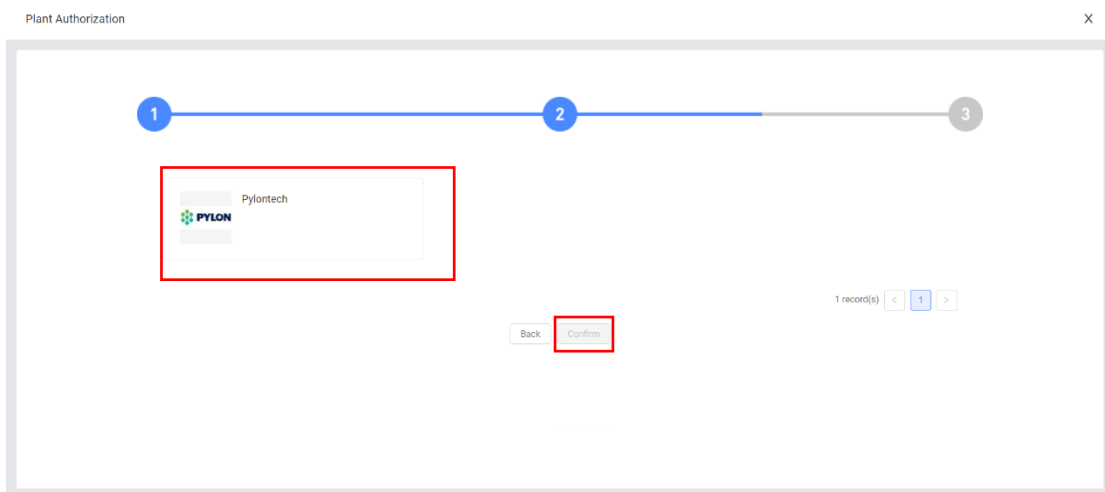 Plant Authorization X
1 2 3
Pylontech
PYLON
1 record(s) < 1 >
Back Confirm